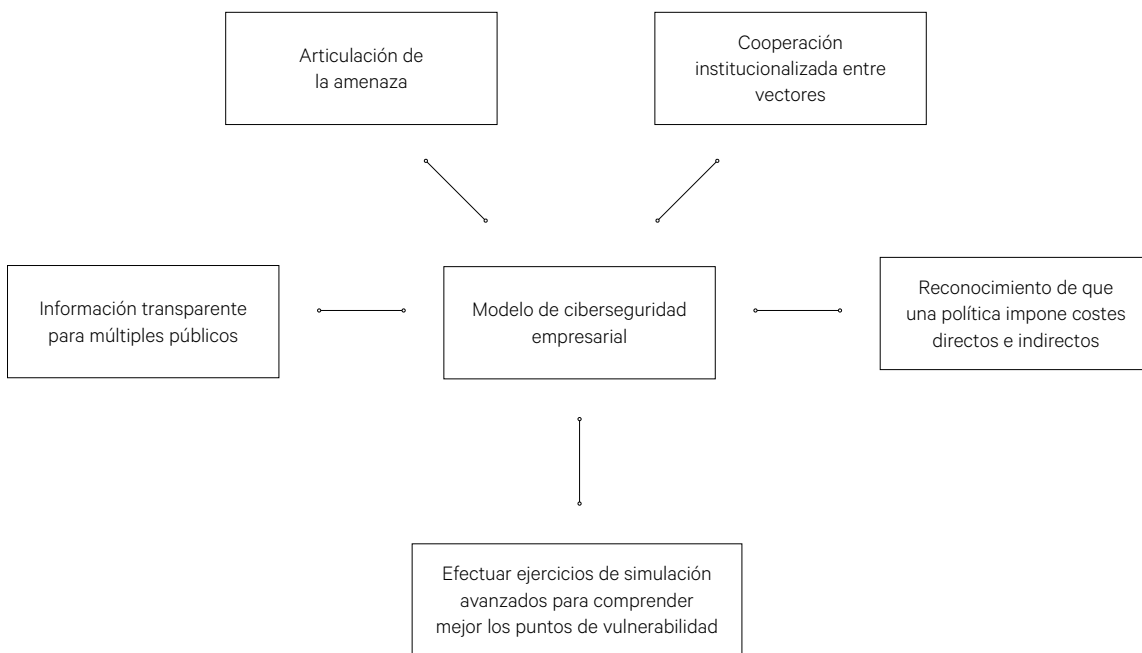 Articulación de
la amenaza
Cooperación
institucionalizada entre
vectores
Información transparente
para múltiples públicos
Modelo de ciberseguridad
empresarial
Reconocimiento de que
una política impone costes
directos e indirectos
Efectuar ejercicios de simulación
avanzados para comprender
mejor los puntos de vulnerabilidad